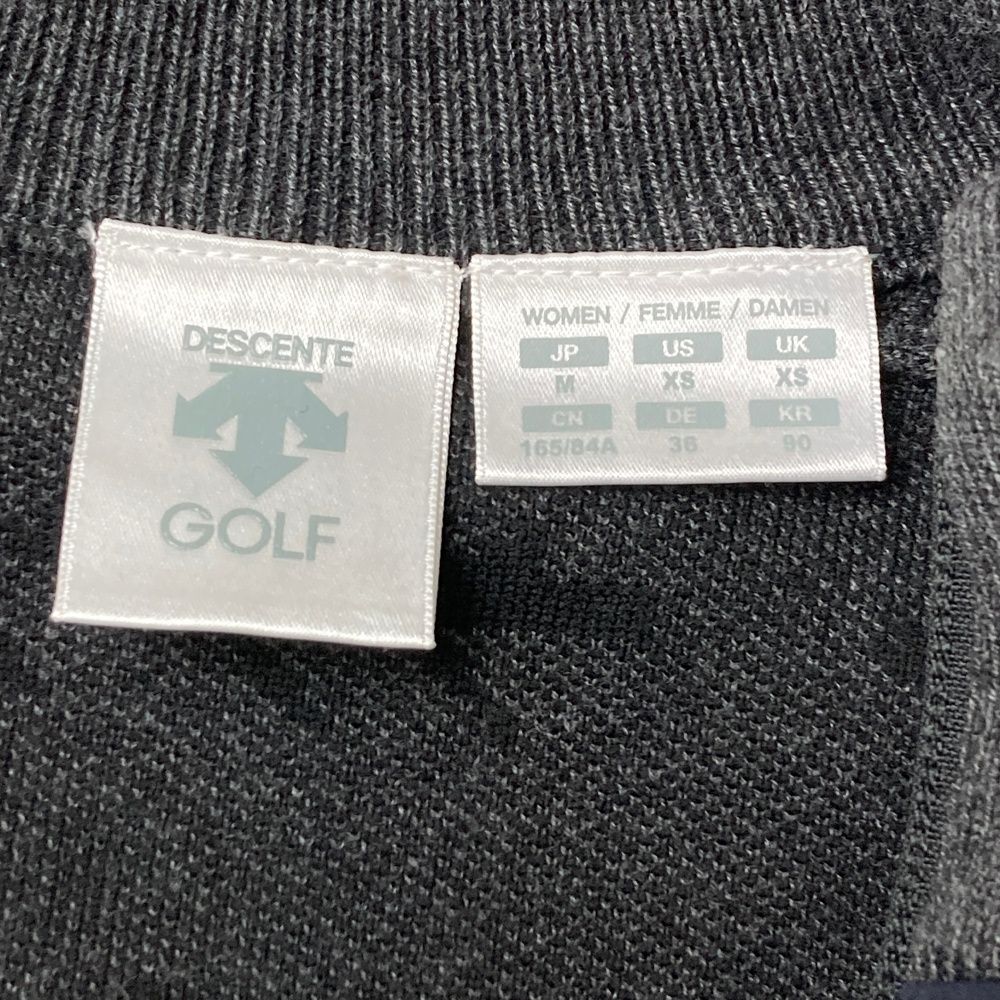 DESCENTE
GOLF
WOMEN / FEMME / DAMEN
JP US UK
M XS XS
CN DE KR
165/84A 36 90